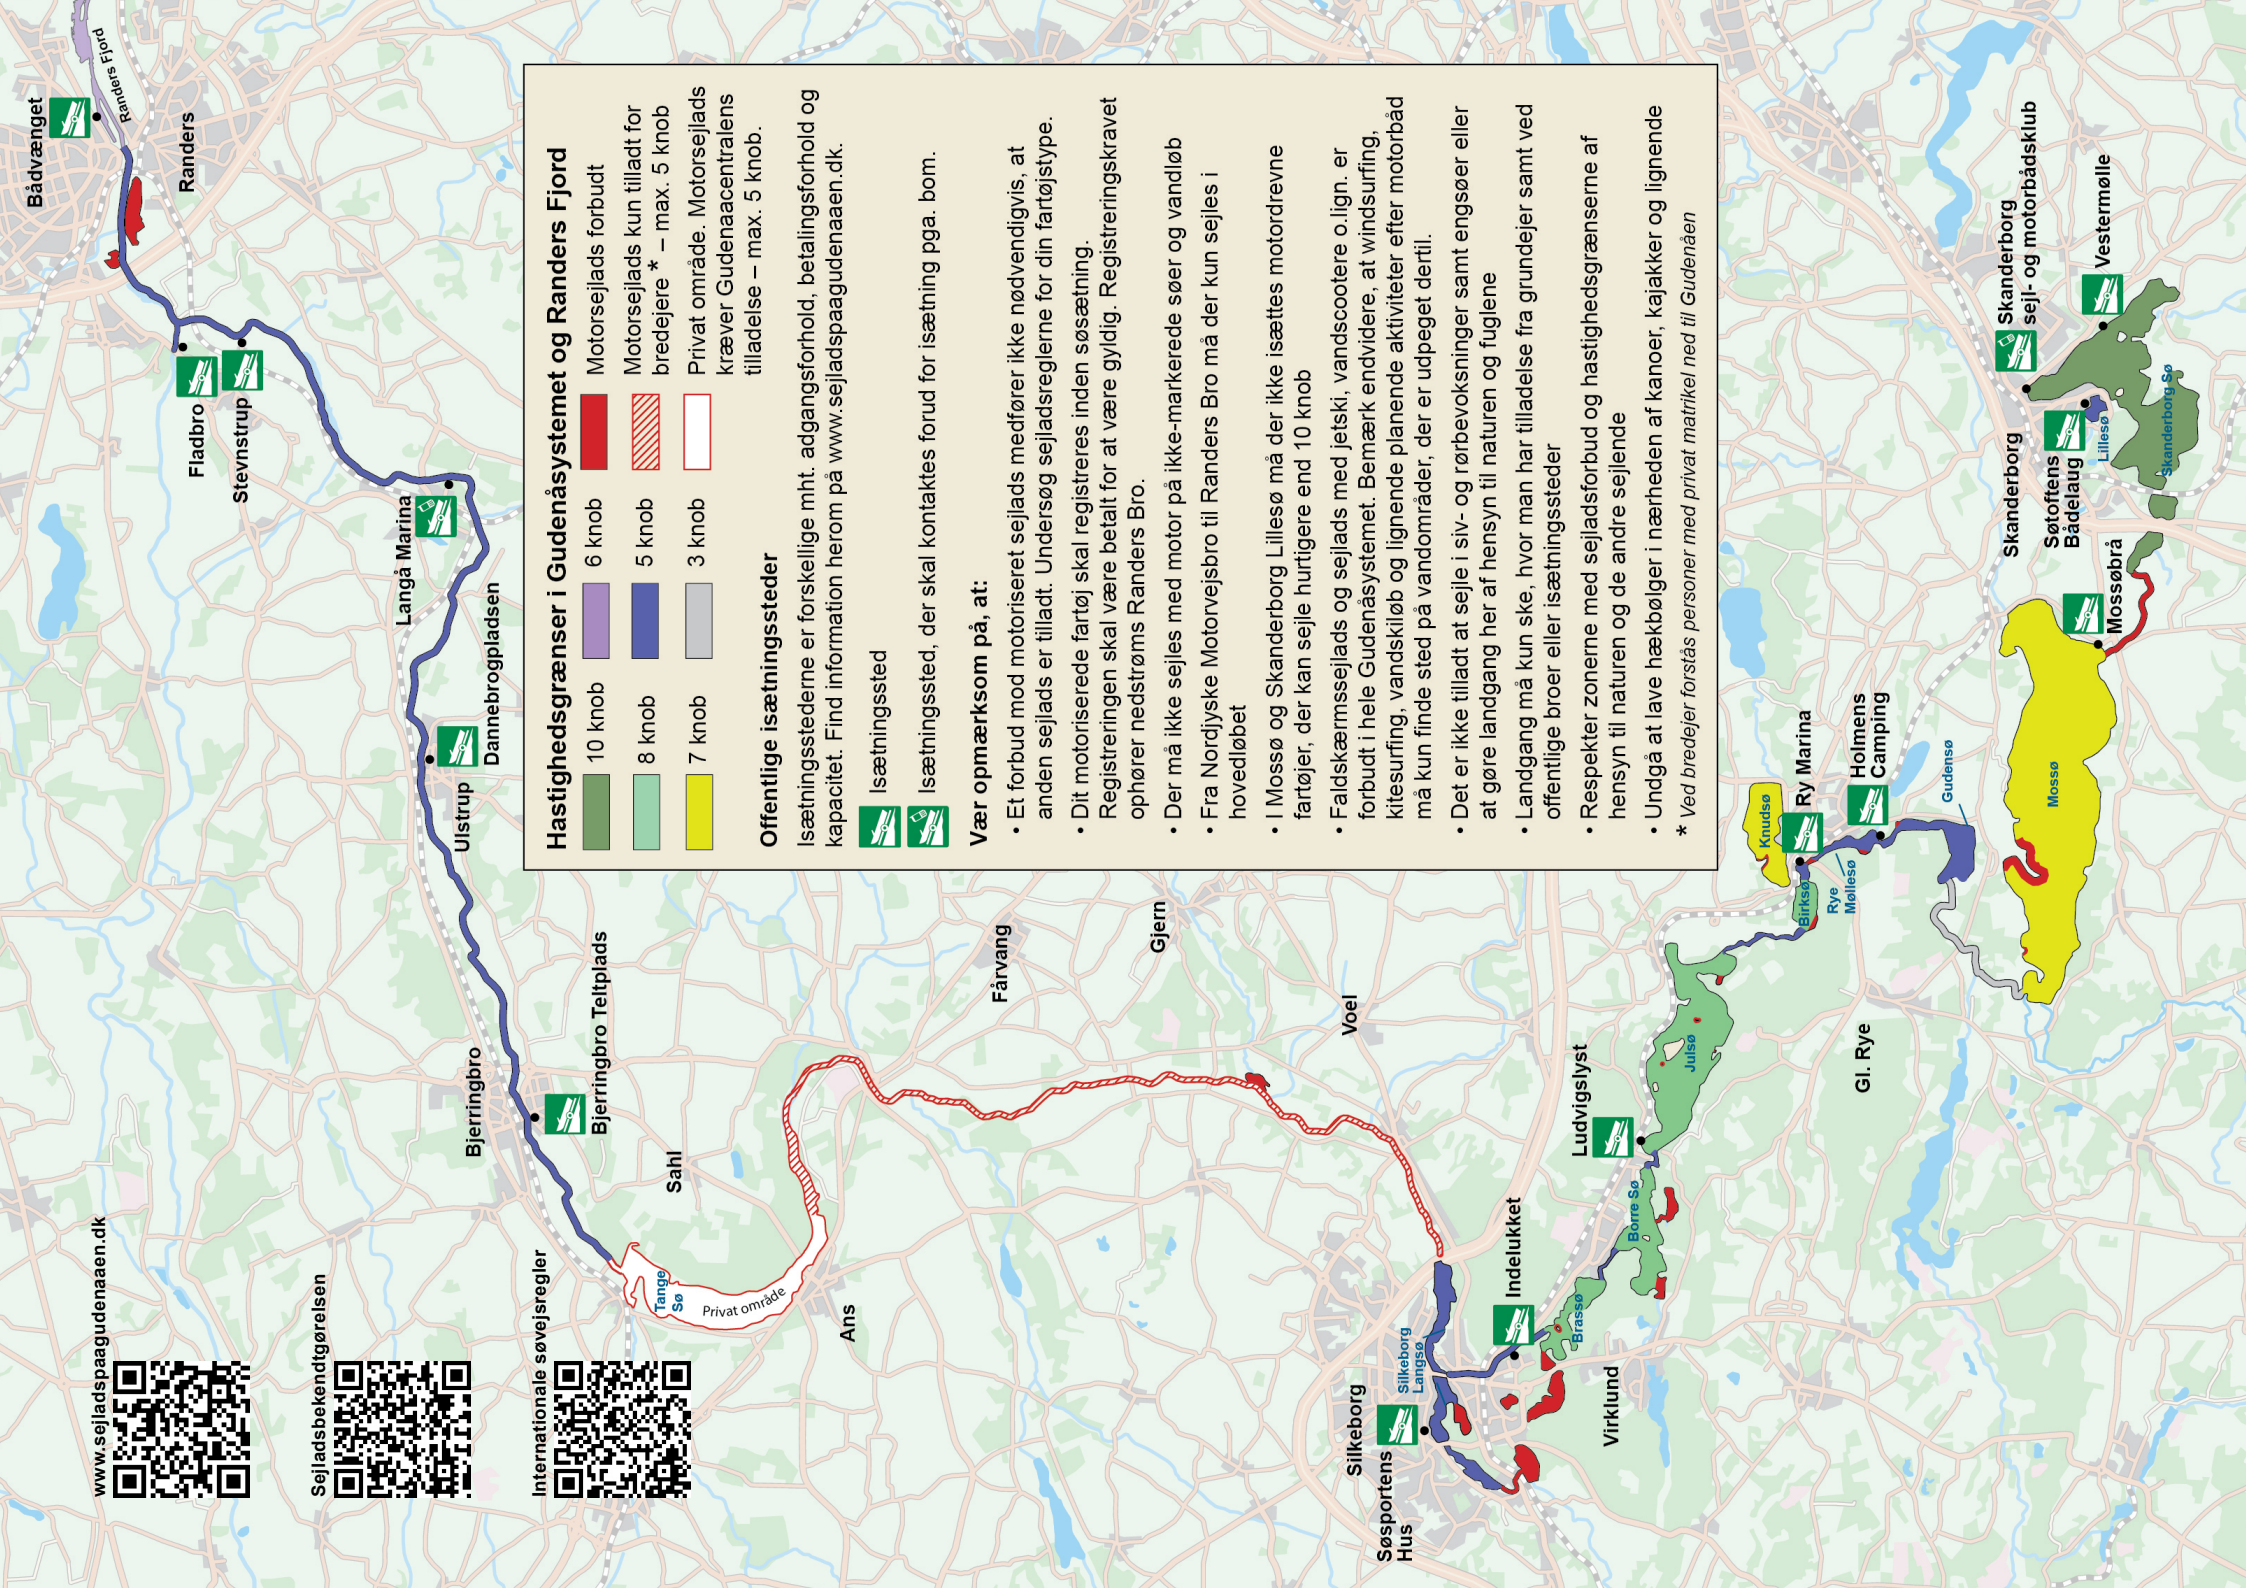 www.sejladspaagudenaaen.dk
Sejladsbekendtgørelsen
Internationale søvejsregler
Bådvænget
Randers Fjord
Randers
Fladbro
Stevnstrup
Langå Marina
Dannebrogpladsen
Ulstrup
Bjerringbro
Bjerringbro Teltplads
Sahl
Tange
Sø
Privat område
Ans
Fårvang
Gjern
Voel
Silkeborg
Søsportens
Hus
Silkeborg
Langsø
Indelukket
Virklund
Brassø
Borre Sø
Ludvigslyst
Julsø
Gl. Rye
Birksø
Knudsø
Rye
Møllesø
Ry Marina
Holmens
Camping
Gudensø
Mossø
Mossøbrå
Skanderborg
Søtoftens
Bådelaug
Lillesø
Skanderborg Sø
Skanderborg
sejl- og motorbådsklub
Vestermølle
Hastighedsgrænser i Gudenåsystemet og Randers Fjord
10 knob
8 knob
7 knob
6 knob
5 knob
3 knob
Motorsejlads forbudt
Motorsejlads kun tilladt for
bredejere * – max. 5 knob
Privat område. Motorsejlads
kræver Gudenaacentralens
tilladelse – max. 5 knob.
Offentlige isætningssteder
Isætningsstederne er forskellige mht. adgangsforhold, betalingsforhold og
kapacitet. Find information herom på www.sejladspaagudenaaen.dk.
Isætningssted
Isætningssted, der skal kontaktes forud for isætning pga. bom.
Vær opmærksom på, at:
• Et forbud mod motoriseret sejlads medfører ikke nødvendigvis, at
anden sejlads er tilladt. Undersøg sejladsreglerne for din fartøjstype.
• Dit motoriserede fartøj skal registreres inden søsætning.
Registreringen skal være betalt for at være gyldig. Registreringskravet
ophører nedstrøms Randers Bro.
• Der må ikke sejles med motor på ikke-markerede søer og vandløb
• Fra Nordjyske Motorvejsbro til Randers Bro må der kun sejles i
hovedløbet
• I Mossø og Skanderborg Lillesø må der ikke isættes motordrevne
fartøjer, der kan sejle hurtigere end 10 knob
• Faldskærmssejlads og sejlads med jetski, vandscootere o.lign. er
forbudt i hele Gudenåsystemet. Bemærk endvidere, at windsurfing,
kitesurfing, vandskiløb og lignende planende aktiviteter efter motorbåd
må kun finde sted på vandområder, der er udpeget dertil.
• Det er ikke tilladt at sejle i siv- og rørbevoksninger samt engsøer eller
at gøre landgang her af hensyn til naturen og fuglene
• Landgang må kun ske, hvor man har tilladelse fra grundejer samt ved
offentlige broer eller isætningssteder
• Respekter zonerne med sejladsforbud og hastighedsgrænserne af
hensyn til naturen og de andre sejlende
• Undgå at lave hækbølger i nærheden af kanoer, kajakker og lignende
* Ved bredejer forstås personer med privat matrikel ned til Gudenåen